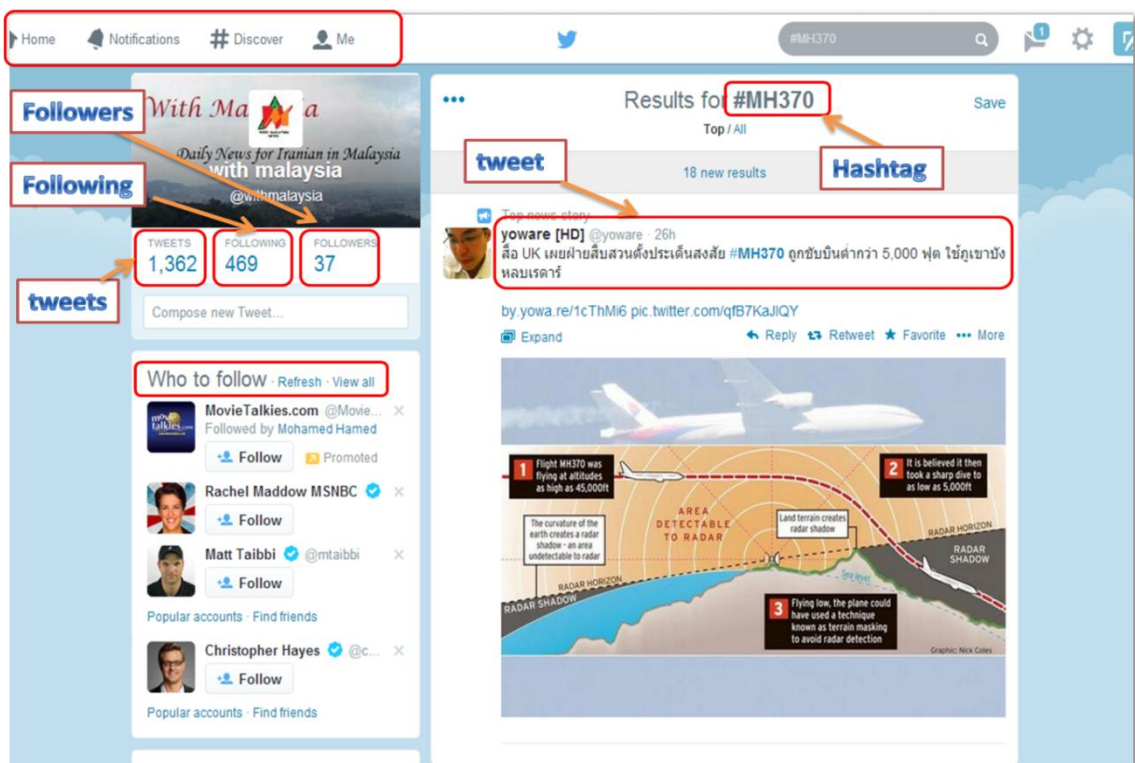 Home
Notifications
# Discover
Me
#MH370
1
Followers
Following
tweets
With Ma a
Daily News for Iranian in Malaysia
with malaysia
@withmalaysia
TWEETS
1,362
FOLLOWING
469
FOLLOWERS
37
Compose new Tweet...
Who to follow · Refresh · View all
movie
talkies.com
MovieTalkies.com @Movie... ×
Followed by Mohamed Hamed
Follow Promoted
Rachel Maddow MSNBC ×
Follow
Matt Taibbi @mtaibbi ×
Follow
Popular accounts · Find friends
Christopher Hayes @c... ×
Follow
Popular accounts · Find friends
Results for #MH370
Save
Top / All
tweet
Hashtag
18 new results
Top news story
yoware [HD] @yoware · 26h
สื่อ UK เผยฝ่ายสืบสวนตั้งประเด็นสงสัย #MH370 ถูกขับบินต่ำกว่า 5,000 ฟุต ใช้ภูเขาบัง
หลบเรดาร์
by.yowa.re/1cThMi6 pic.twitter.com/qfB7KaJIQY
Expand
Reply Retweet Favorite ••• More
1 Flight MH370 was
flying at altitudes
as high as 45,000ft
2 It is believed it then
took a sharp dive to
as low as 5,000ft
AREA
DETECTABLE
TO RADAR
The curvature of the
earth creates a radar
shadow - an area
undetectable to radar
Land terrain creates
radar shadow
RADAR HORIZON
RADAR
SHADOW
RADAR HORIZON
RADAR SHADOW
Sea level
3 Flying low, the plane could
have used a technique
known as terrain masking
to avoid radar detection
Graphic: Nick Coles